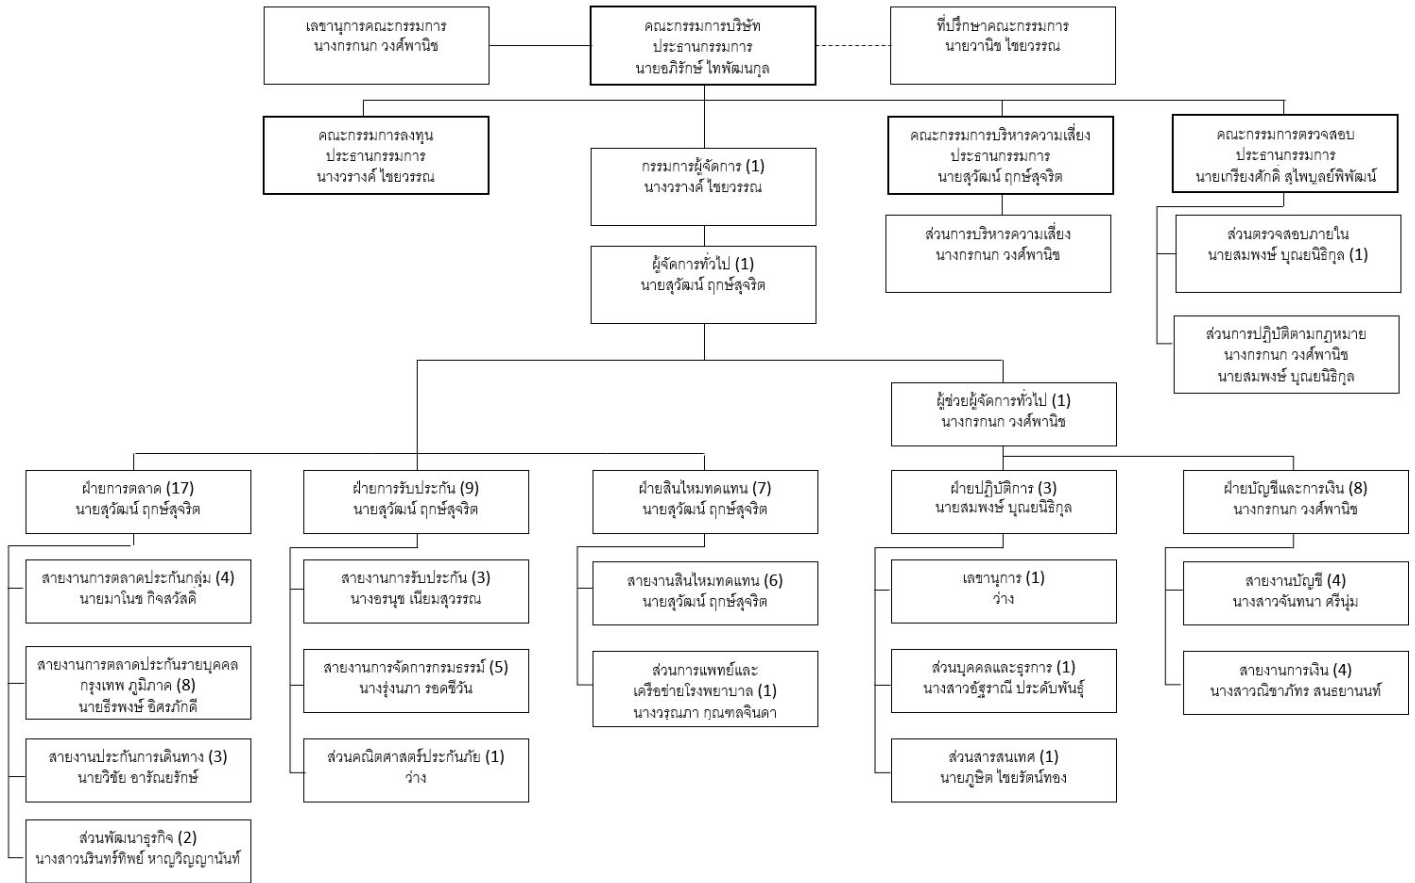 เลขานุการคณะกรรมการ
นางกรกนก วงศ์พานิช
คณะกรรมการบริษัท
ประธานกรรมการ
นายอภิรักษ์ ไทพัฒนกุล
ที่ปรึกษาคณะกรรมการ
นายวานิช ไชยวรรณ
คณะกรรมการลงทุน
ประธานกรรมการ
นางวรางค์ ไชยวรรณ
กรรมการผู้จัดการ (1)
นางวรางค์ ไชยวรรณ
คณะกรรมการบริหารความเสี่ยง
ประธานกรรมการ
นายสุวัฒน์ ฤกษ์สุจริต
คณะกรรมการตรวจสอบ
ประธานกรรมการ
นายเกรียงศักดิ์ สุไพบูลย์พิพัฒน์
ส่วนการบริหารความเสี่ยง
นางกรกนก วงศ์พานิช
ส่วนตรวจสอบภายใน
นายสมพงษ์ บุณยนิธิกุล (1)
ผู้จัดการทั่วไป (1)
นายสุวัฒน์ ฤกษ์สุจริต
ส่วนการปฏิบัติตามกฎหมาย
นางกรกนก วงศ์พานิช
นายสมพงษ์ บุณยนิธิกุล
ผู้ช่วยผู้จัดการทั่วไป (1)
นางกรกนก วงศ์พานิช
ฝ่ายการตลาด (17)
นายสุวัฒน์ ฤกษ์สุจริต
ฝ่ายการรับประกัน (9)
นายสุวัฒน์ ฤกษ์สุจริต
ฝ่ายสินไหมทดแทน (7)
นายสุวัฒน์ ฤกษ์สุจริต
ฝ่ายปฏิบัติการ (3)
นายสมพงษ์ บุณยนิธิกุล
ฝ่ายบัญชีและการเงิน (8)
นางกรกนก วงศ์พานิช
สายงานการตลาดประกันกลุ่ม (4)
นายมาโนช กิจสวัสดิ์
สายงานการรับประกัน (3)
นางอรนุช เนียมสุวรรณ
สายงานสินไหมทดแทน (6)
นายสุวัฒน์ ฤกษ์สุจริต
เลขานุการ (1)
ว่าง
สายงานบัญชี (4)
นางสาวจันทนา ศรีนุ่ม
สายงานการตลาดประกันรายบุคคล
กรุงเทพ ภูมิภาค (8)
นายธีรพงษ์ อิศรภักดี
สายงานการจัดการกรมธรรม์ (5)
นางรุ่งนภา รอดชีวัน
ส่วนการแพทย์และ
เครือข่ายโรงพยาบาล (1)
นางวรุณภา กุณฑลจินดา
ส่วนบุคคลและธุรการ (1)
นางสาวอัฐราณี ประดับพันธุ์
สายงานการเงิน (4)
นางสาวณิชาภัทร สนธยานนท์
สายงานประกันการเดินทาง (3)
นายวิชัย อารัณยรักษ์
ส่วนคณิตศาสตร์ประกันภัย (1)
ว่าง
ส่วนสารสนเทศ (1)
นายภูษิต ไชยรัตน์ทอง
ส่วนพัฒนาธุรกิจ (2)
นางสาวนรินทร์ทิพย์ หาญวิญญานันท์